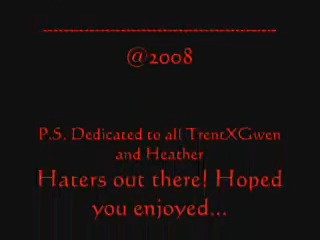 @2008
P.S. Dedicated to all TrentXGwen
and Heather
Haters out there! Hoped
you enjoyed...